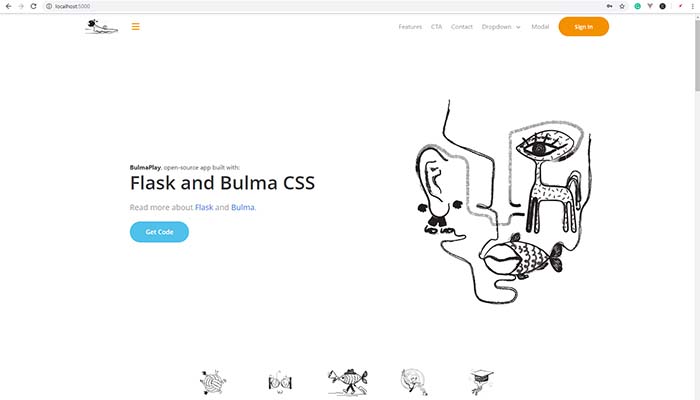 localhost:5000
Features CTA Contact Dropdown Modal Sign In
BulmaPlay, open-source app built with:
Flask and Bulma CSS
Read more about Flask and Bulma.
Get Code